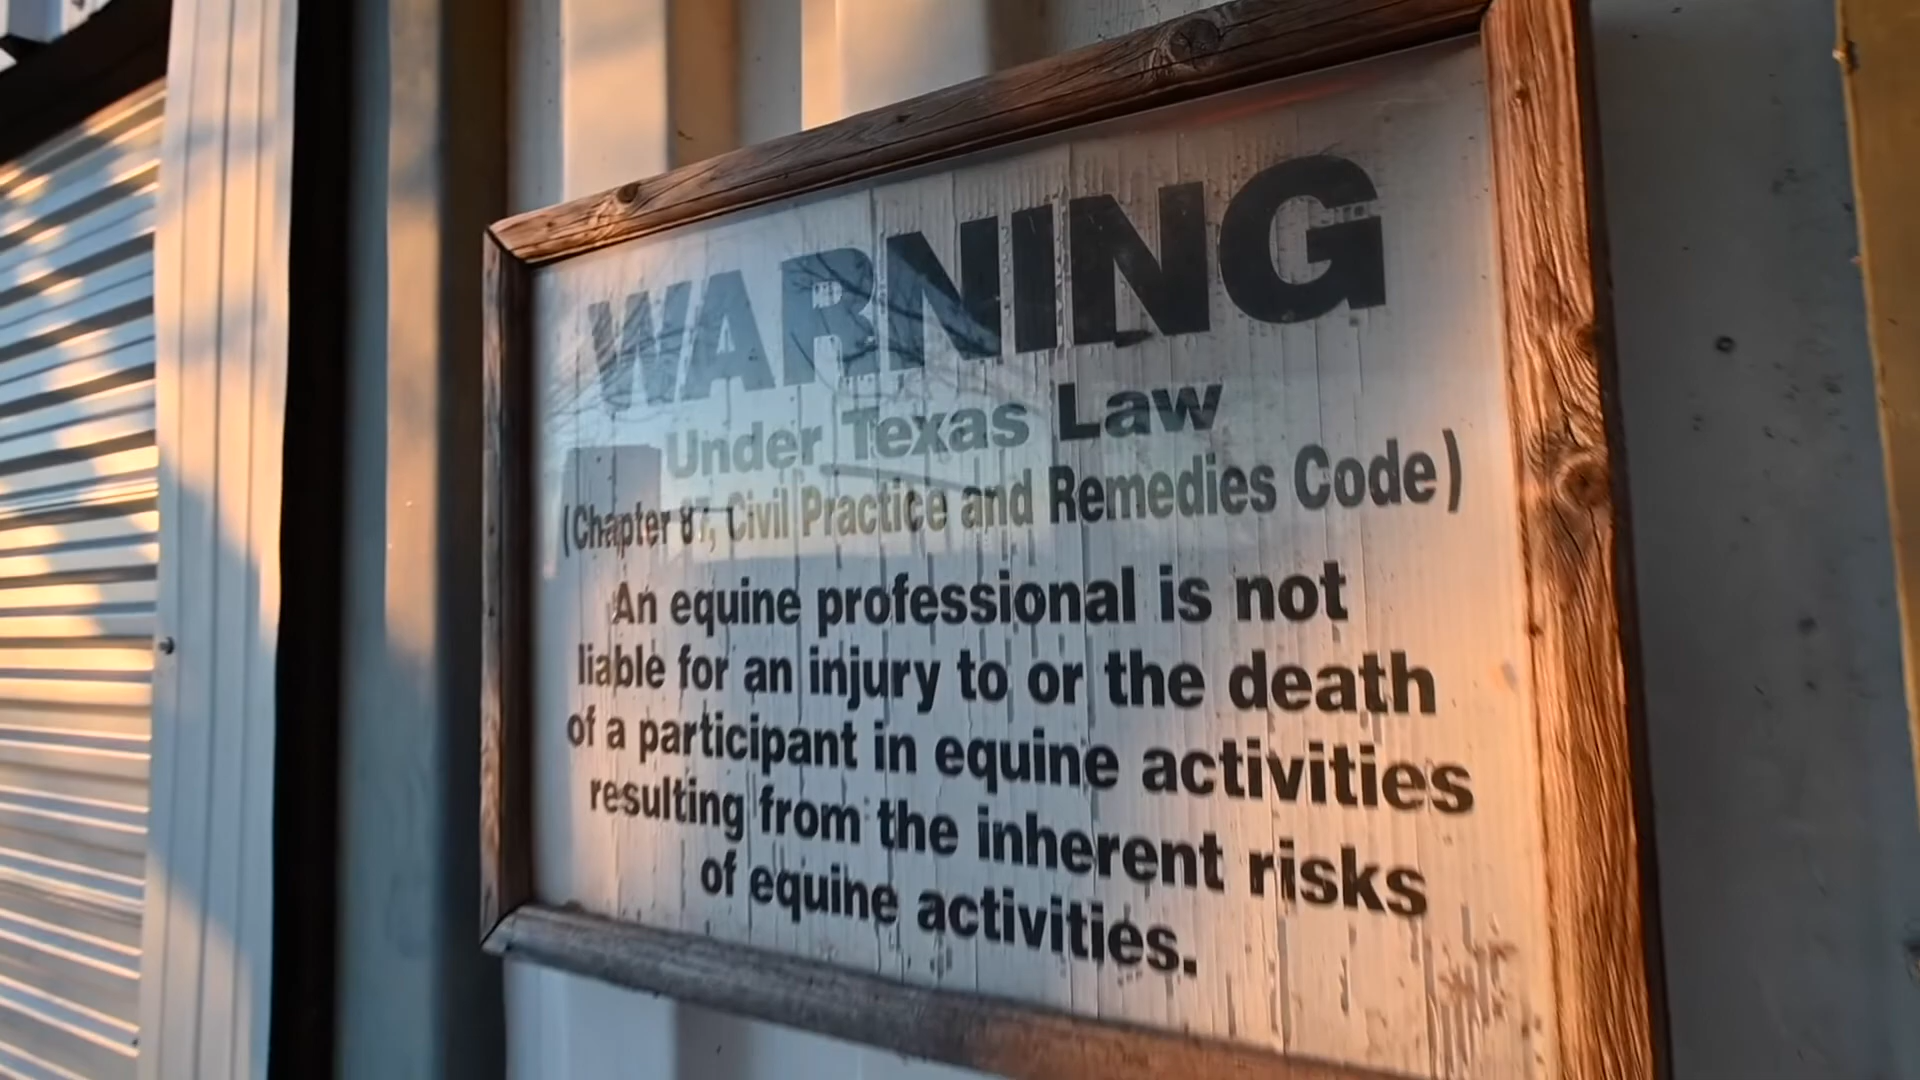 WARNING
Under Texas Law
(Chapter 87, Civil Practice and Remedies Code)
An equine professional is not
liable for an injury to or the death
of a participant in equine activities
resulting from the inherent risks
of equine activities.